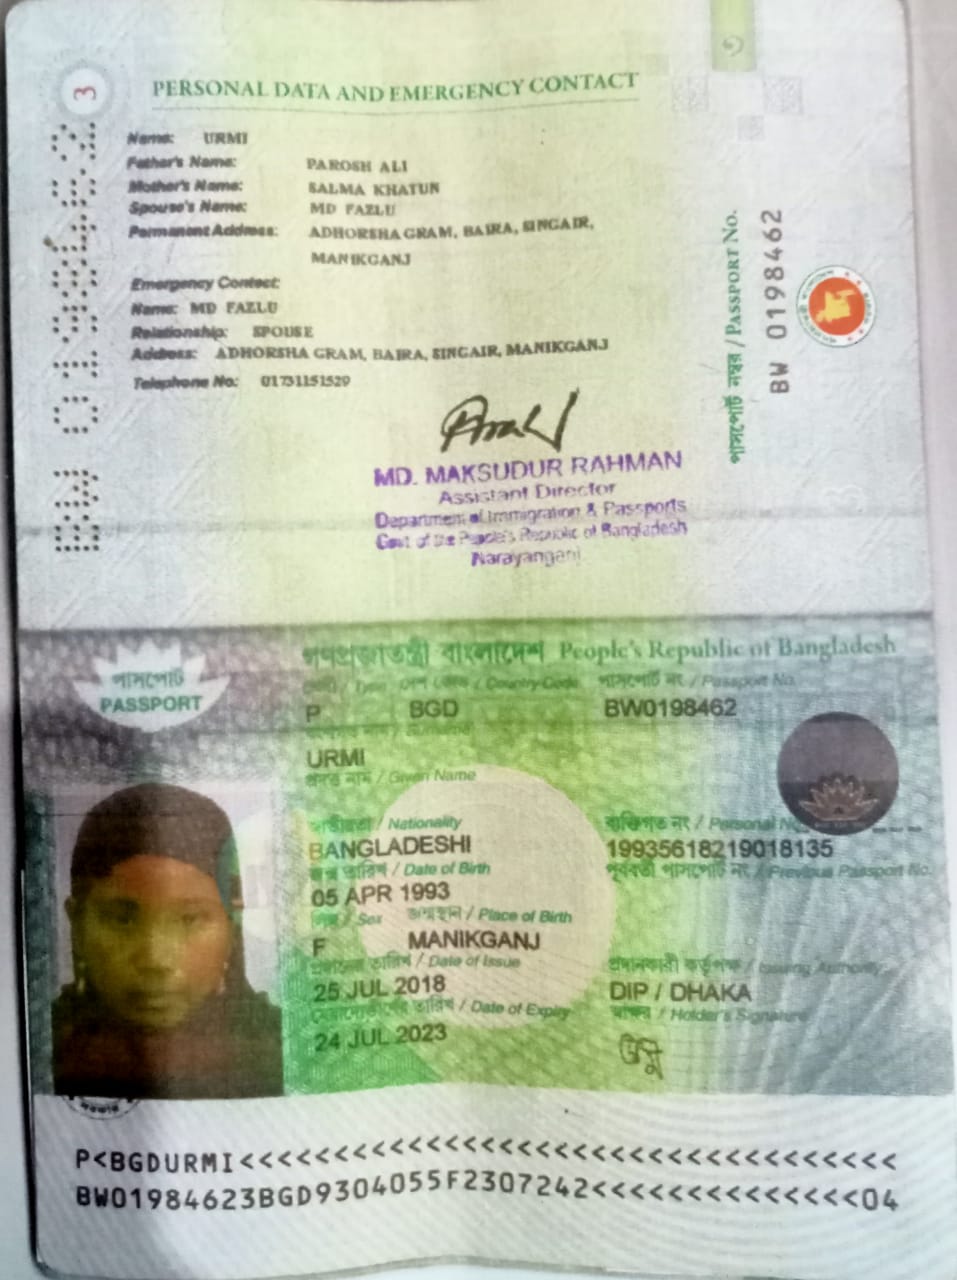 3
PERSONAL DATA AND EMERGENCY CONTACT
Name: URMI
Father's Name: PAROSH ALI
Mother's Name: SALMA KHATUN
Spouse's Name: MD FAZLU
Permanent Address: ADHORSHA GRAM, BAIRA, SINGAIR,
MANIKGANJ
Emergency Contact:
Name: MD FAZLU
Relationship: SPOUSE
Address: ADHORSHA GRAM, BAIRA, SINGAIR, MANIKGANJ
Telephone No: 01731151529
MD. MAKSUDUR RAHMAN
Assistant Director
Department of Immigration & Passports
Govt of the People's Republic of Bangladesh
Narayanganj
পাসপোর্ট নম্বর / PASSPORT No.
BW 0198462
BW 0198462
গণপ্রজাতন্ত্রী বাংলাদেশ People's Republic of Bangladesh
পাসপোর্ট
PASSPORT
/ Type / Country Code পাসপোর্ট নং / Passport No.
P BGD BW0198462
URMI
প্রদত্ত নাম / Given Name
জাতীয়তা / Nationality ব্যক্তিগত নং / Personal No.
BANGLADESHI 19935618219018135
জন্ম তারিখ / Date of Birth পূর্ববর্তী পাসপোর্ট নং / Previous Passport No.
05 APR 1993
লিঙ্গ / Sex জন্মস্থান / Place of Birth
F MANIKGANJ
প্রদানের তারিখ / Date of Issue প্রদানকারী কর্তৃপক্ষ / Issuing Authority
25 JUL 2018 DIP / DHAKA
মেয়াদোত্তীর্ণের তারিখ / Date of Expiry স্বাক্ষর / Holder's Signature
24 JUL 2023
P<BGDURMI<<<<<<<<<<<<<<<<<<<<<<<<<<<<<<<<<<<
BW01984623BGD9304055F2307242<<<<<<<<<<<<<<04